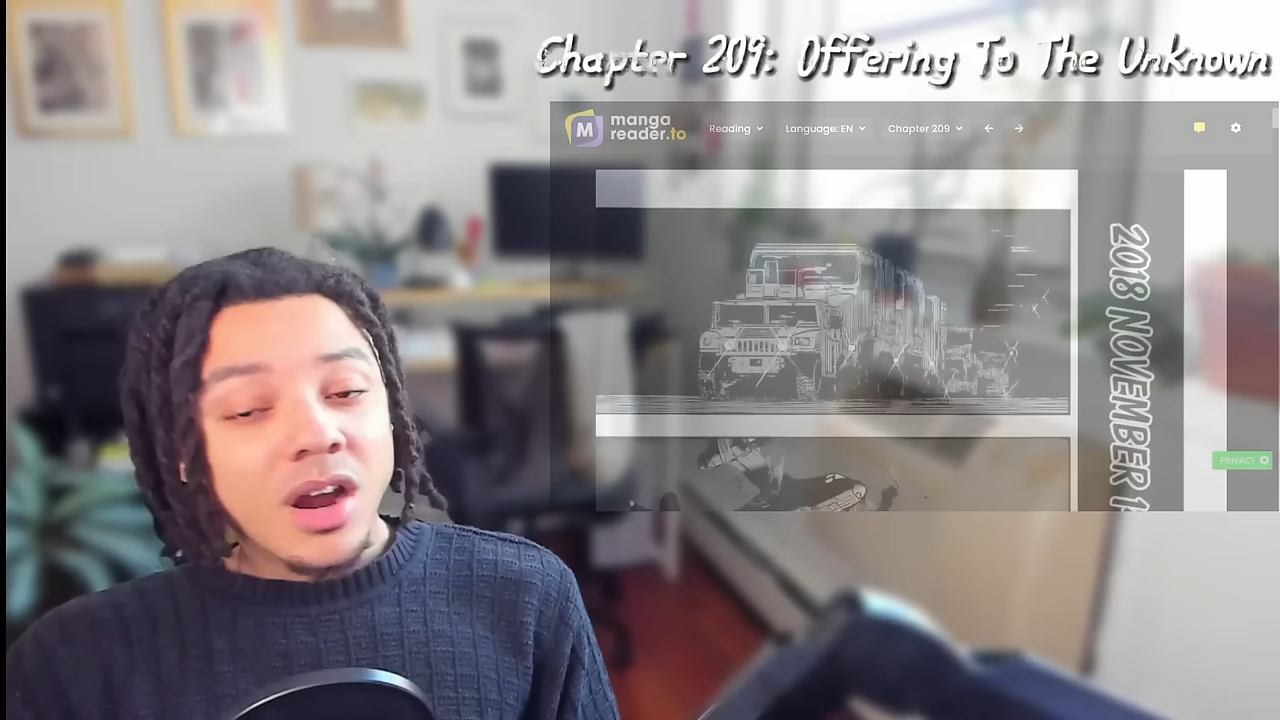 Chapter 209: Offering To The Unknown
M
manga
reader.to
Reading
Language: EN
Chapter 209
2018 NOVEMBER 1
PRIVACY